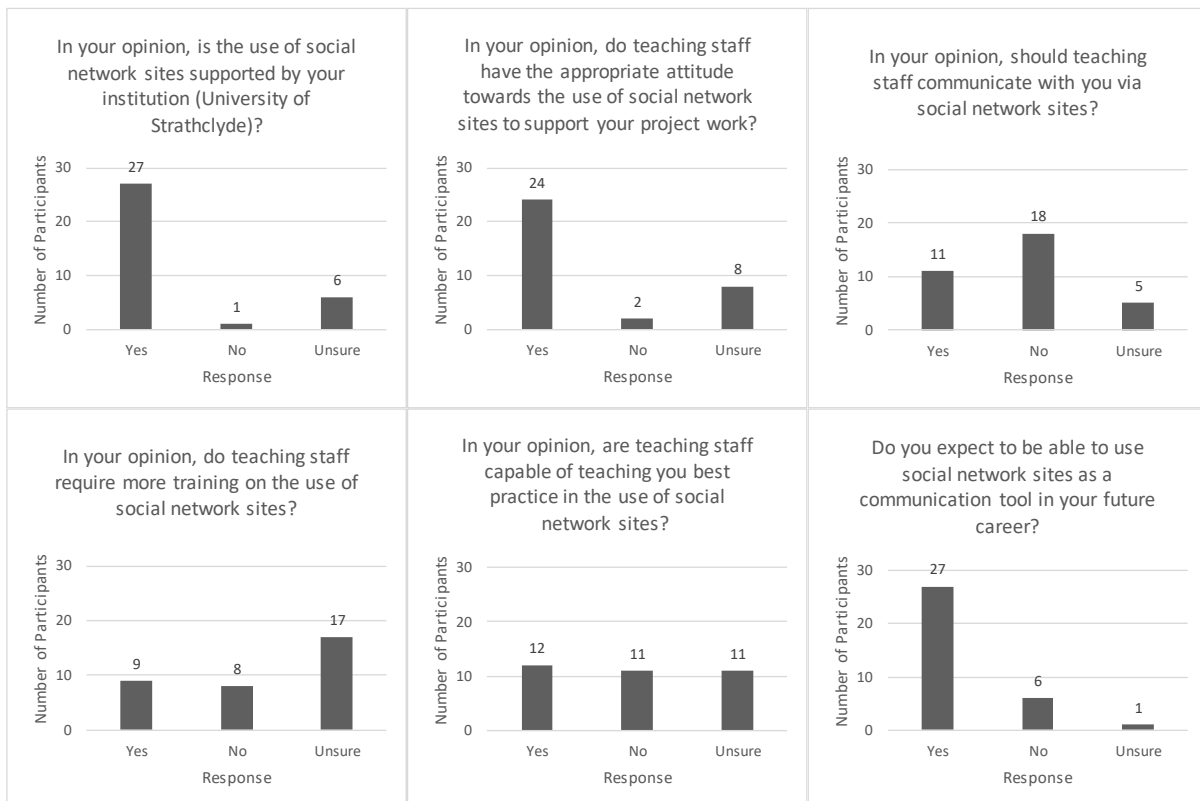 In your opinion, is the use of social
network sites supported by your
institution (University of
Strathclyde)?
Number of Participants
30
20
10
0
27
1
6
Yes
No
Unsure
Response
In your opinion, do teaching staff
have the appropriate attitude
towards the use of social network
sites to support your project work?
Number of Participants
30
20
10
0
24
2
8
Yes
No
Unsure
Response
In your opinion, should teaching
staff communicate with you via
social network sites?
Number of Participants
30
20
10
0
11
18
5
Yes
No
Unsure
Response
In your opinion, do teaching staff
require more training on the use of
social network sites?
Number of Participants
30
20
10
0
9
8
17
Yes
No
Unsure
Response
In your opinion, are teaching staff
capable of teaching you best
practice in the use of social
network sites?
Number of Participants
30
20
10
0
12
11
11
Yes
No
Unsure
Response
Do you expect to be able to use
social network sites as a
communication tool in your future
career?
Number of Participants
30
20
10
0
27
6
1
Yes
No
Unsure
Response